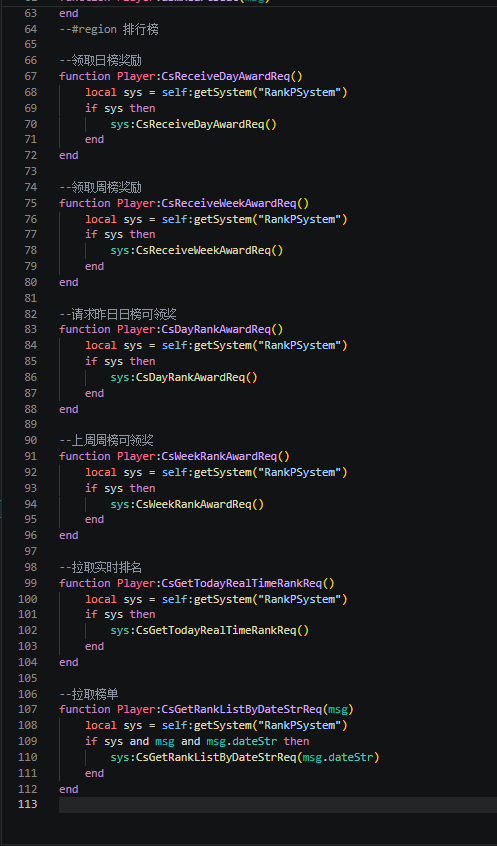 63 end
64 --#region 排行榜
65
66 --领取日榜奖励
67 function Player:CsReceiveDayAwardReq()
68     local sys = self:getSystem("RankPSystem")
69     if sys then
70         sys:CsReceiveDayAwardReq()
71     end
72 end
73
74 --领取周榜奖励
75 function Player:CsReceiveWeekAwardReq()
76     local sys = self:getSystem("RankPSystem")
77     if sys then
78         sys:CsReceiveWeekAwardReq()
79     end
80 end
81
82 --请求昨日日榜可领奖
83 function Player:CsDayRankAwardReq()
84     local sys = self:getSystem("RankPSystem")
85     if sys then
86         sys:CsDayRankAwardReq()
87     end
88 end
89
90 --上周周榜可领奖
91 function Player:CsWeekRankAwardReq()
92     local sys = self:getSystem("RankPSystem")
93     if sys then
94         sys:CsWeekRankAwardReq()
95     end
96 end
97
98 --拉取实时排名
99 function Player:CsGetTodayRealTimeRankReq()
100     local sys = self:getSystem("RankPSystem")
101     if sys then
102         sys:CsGetTodayRealTimeRankReq()
103     end
104 end
105
106 --拉取榜单
107 function Player:CsGetRankListByDateStrReq(msg)
108     local sys = self:getSystem("RankPSystem")
109     if sys and msg and msg.dateStr then
110         sys:CsGetRankListByDateStrReq(msg.dateStr)
111     end
112 end
113